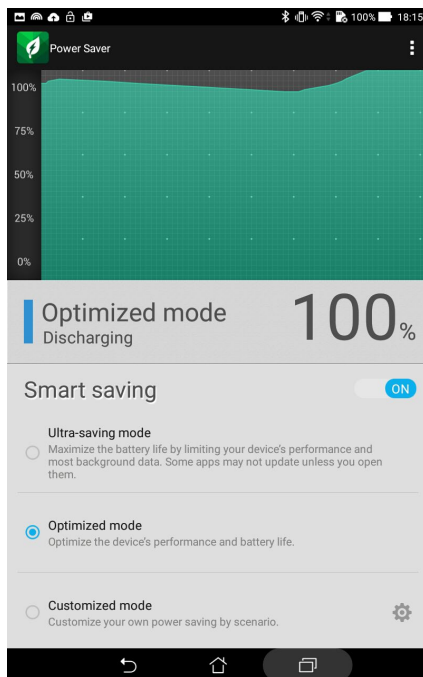 100% 18:15
Power Saver
100%
75%
50%
25%
0%
Optimized mode
Discharging
100%
Smart saving
ON
Ultra-saving mode
Maximize the battery life by limiting your device's performance and
most background data. Some apps may not update unless you open
them.
Optimized mode
Optimize the device's performance and battery life.
Customized mode
Customize your own power saving by scenario.